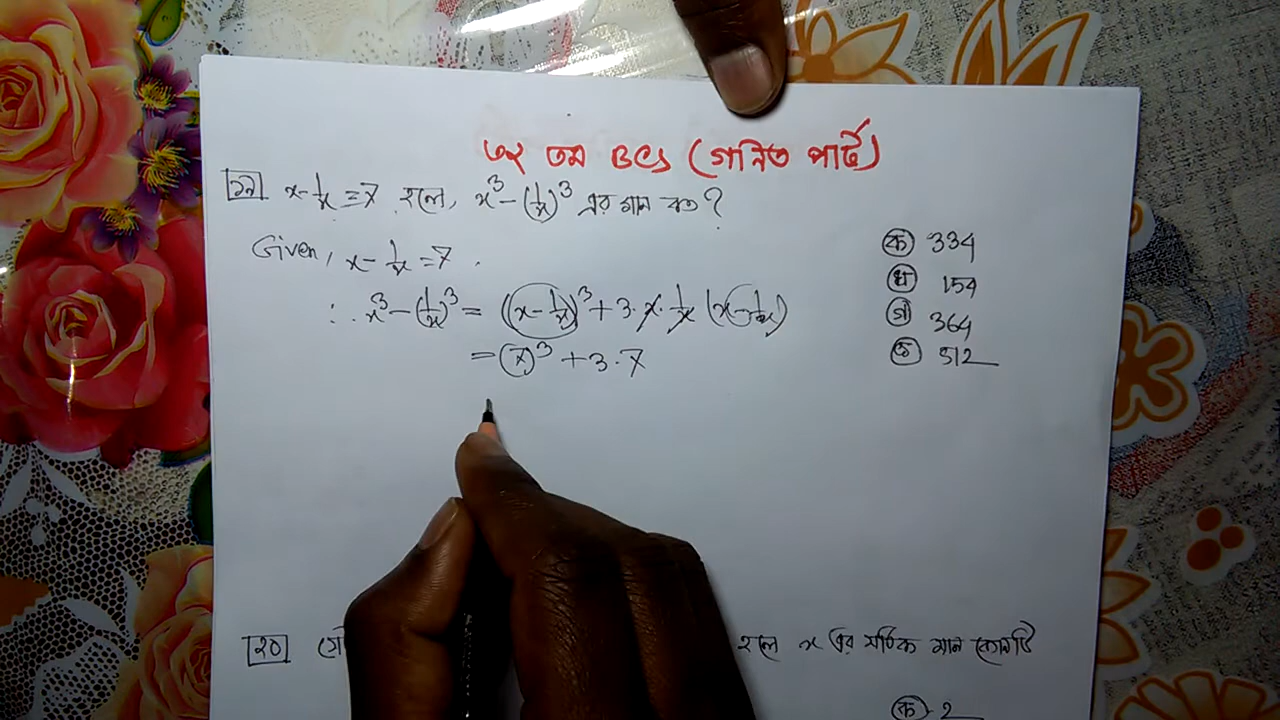 ৩২ তম BCS (গনিত পার্ট)
১৯ x - 1/x = 7 হলে, x³ - (1/x)³ এর মান কত?
Given, x - 1/x = 7.
∴ x³ - (1/x)³ = (x - 1/x)³ + 3·x·1/x (x - 1/x)
= (7)³ + 3·7
ক 334
খ 154
গ 364
ঘ 512
২০ হলে x এর সঠিক মান কোনটি
ক 2